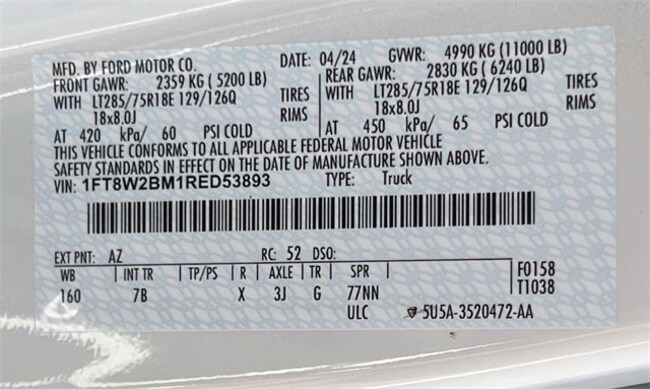 MFD. BY FORD MOTOR CO. DATE: 04/24 GVWR: 4990 KG (11000 LB)
FRONT GAWR: 2359 KG ( 5200 LB) REAR GAWR: 2830 KG ( 6240 LB)
WITH LT285/75R18E 129/126Q TIRES WITH LT285/75R18E 129/126Q TIRES
18x8.0J RIMS 18x8.0J RIMS
AT 420 kPa/ 60 PSI COLD AT 450 kPa/ 65 PSI COLD
THIS VEHICLE CONFORMS TO ALL APPLICABLE FEDERAL MOTOR VEHICLE
SAFETY STANDARDS IN EFFECT ON THE DATE OF MANUFACTURE SHOWN ABOVE.
VIN: 1FT8W2BM1RED53893 TYPE: Truck
EXT PNT: AZ RC: 52 DSO:
WB INT TR TP/PS R AXLE TR SPR F0158
160 7B X 3J G 77NN T1038
ULC 5U5A-3520472-AA